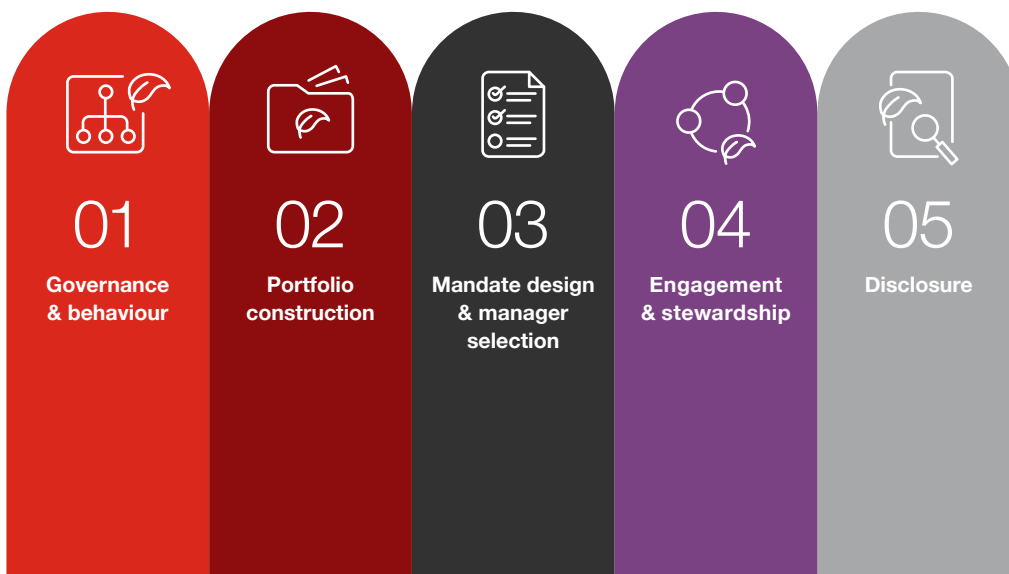 01
Governance
& behaviour
02
Portfolio
construction
03
Mandate design
& manager
selection
04
Engagement
& stewardship
05
Disclosure